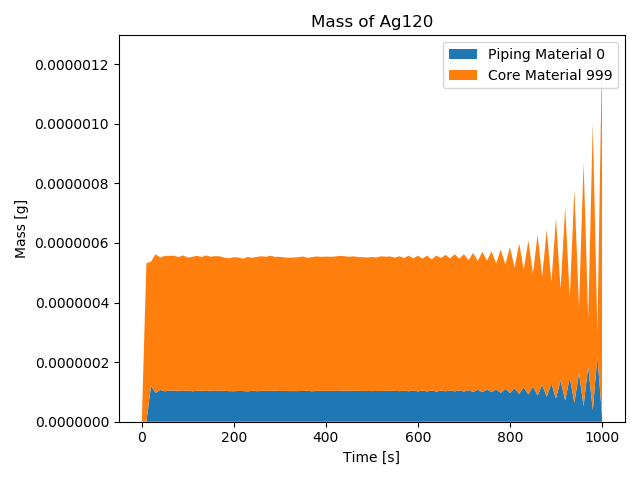 Mass of Ag120
Piping Material 0
Core Material 999
0.0000012
0.0000010
0.0000008
0.0000006
0.0000004
0.0000002
0.0000000
Mass [g]
0 200 400 600 800 1000
Time [s]